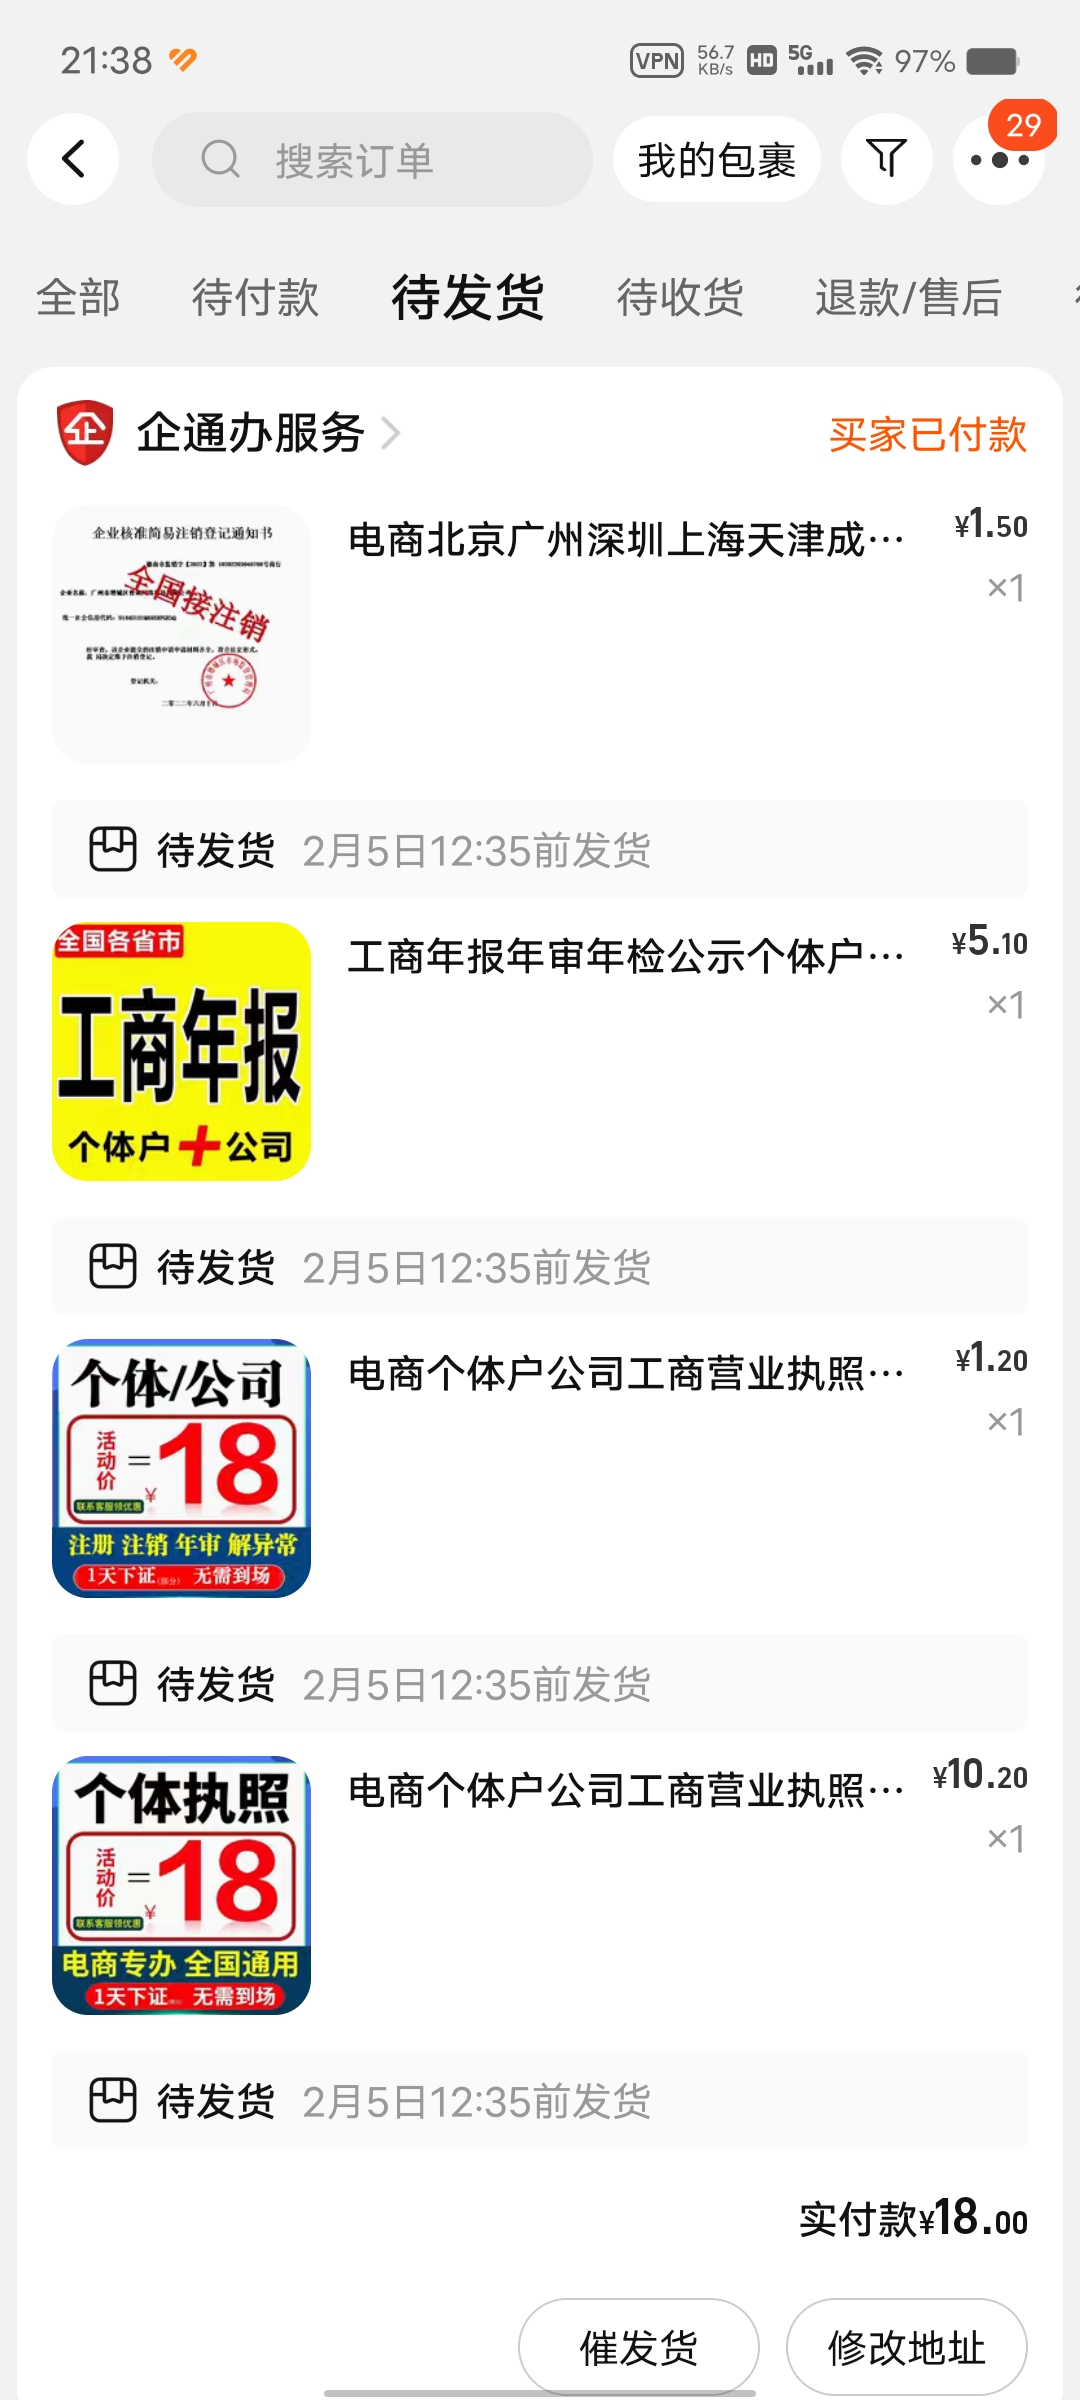 21:38
VPN 56.7 KB/s HD 5G 97%
搜索订单
我的包裹
29
全部 待付款 待发货 待收货 退款/售后
企通办服务
买家已付款
企业核准简易注销登记通知书
全国接注销
登记机关:
电商北京广州深圳上海天津成…
¥1.50
×1
待发货 2月5日12:35前发货
全国各省市
工商年报
个体户+公司
工商年报年审年检公示个体户…
¥5.10
×1
待发货 2月5日12:35前发货
个体/公司
活动价=¥18
联系客服领优惠
注册 注销 年审 解异常
1天下证(部分) 无需到场
电商个体户公司工商营业执照…
¥1.20
×1
待发货 2月5日12:35前发货
个体执照
活动价=¥18
联系客服领优惠
电商专办 全国通用
1天下证 无需到场
电商个体户公司工商营业执照…
¥10.20
×1
待发货 2月5日12:35前发货
实付款¥18.00
催发货
修改地址